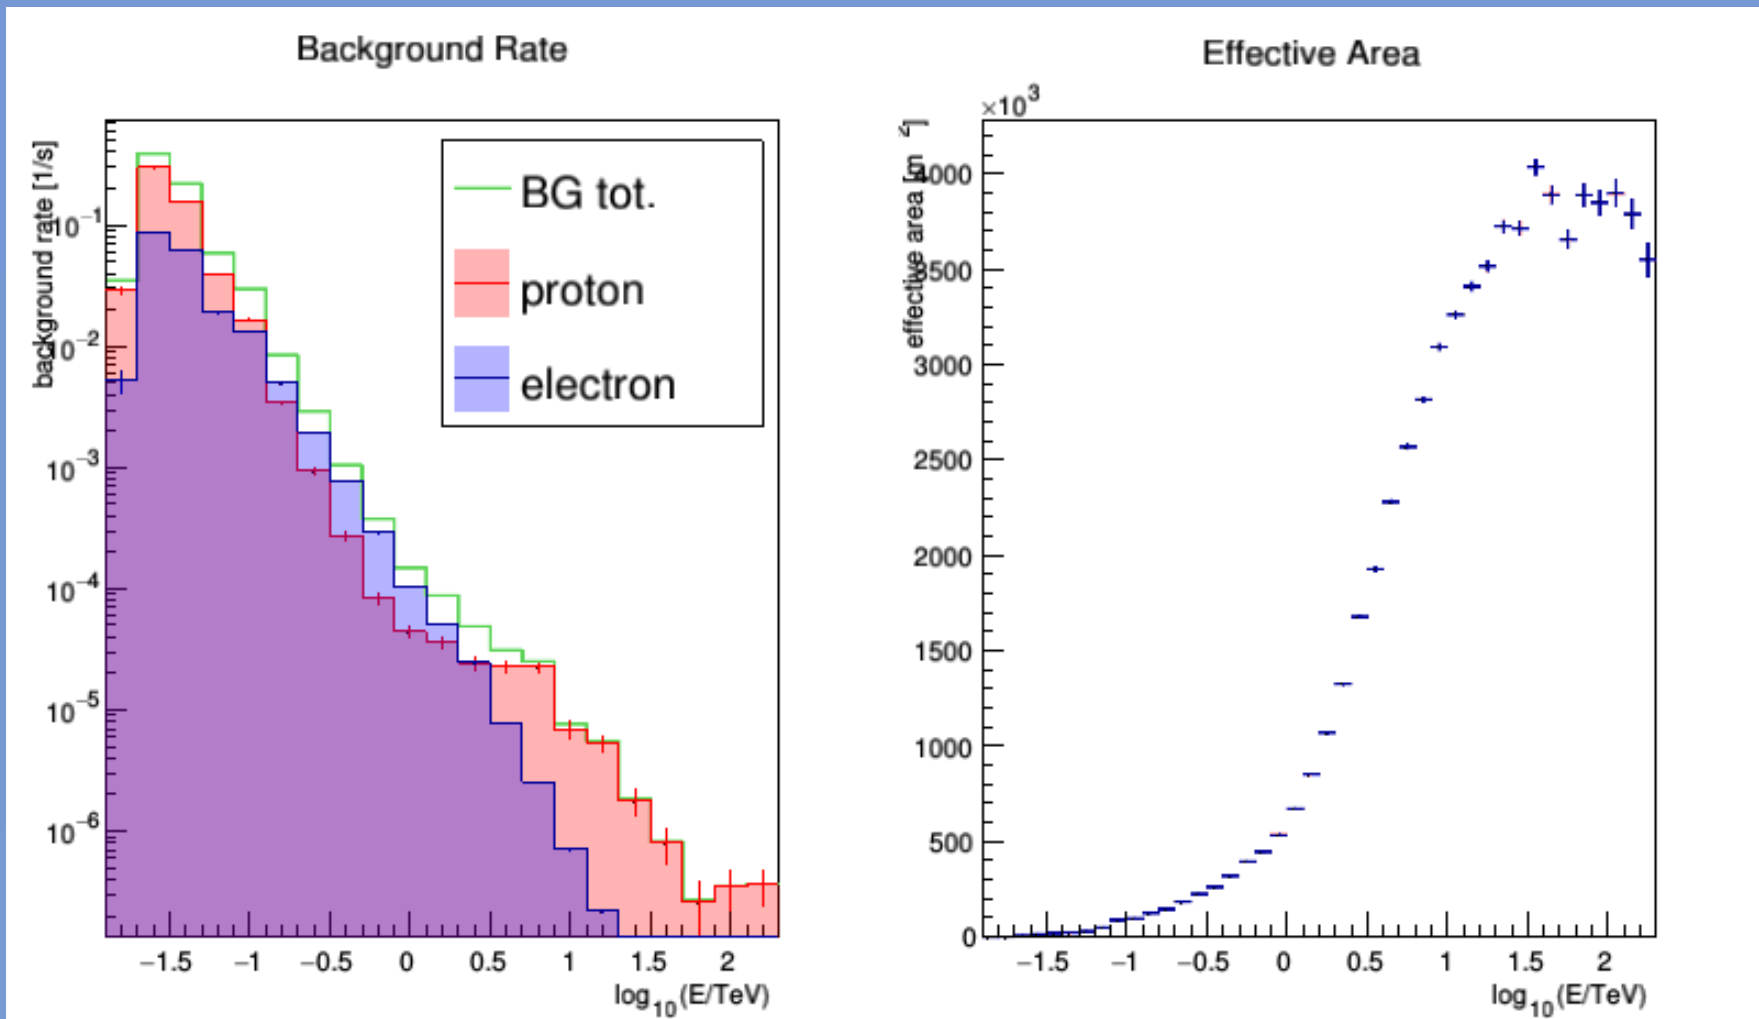 Background Rate
background rate [1/s]
10⁻¹
10⁻²
10⁻³
10⁻⁴
10⁻⁵
10⁻⁶
BG tot.
proton
electron
−1.5 −1 −0.5 0 0.5 1 1.5 2
log₁₀(E/TeV)
Effective Area
×10³
effective area [m²]
4000
3500
3000
2500
2000
1500
1000
500
0
−1.5 −1 −0.5 0 0.5 1 1.5 2
log₁₀(E/TeV)